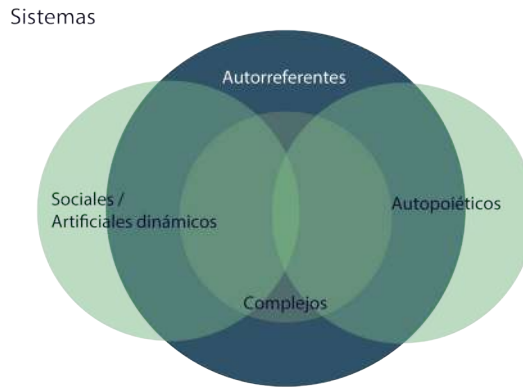 Sistemas
Autorreferentes
Sociales /
Artificiales dinámicos
Autopoiéticos
Complejos